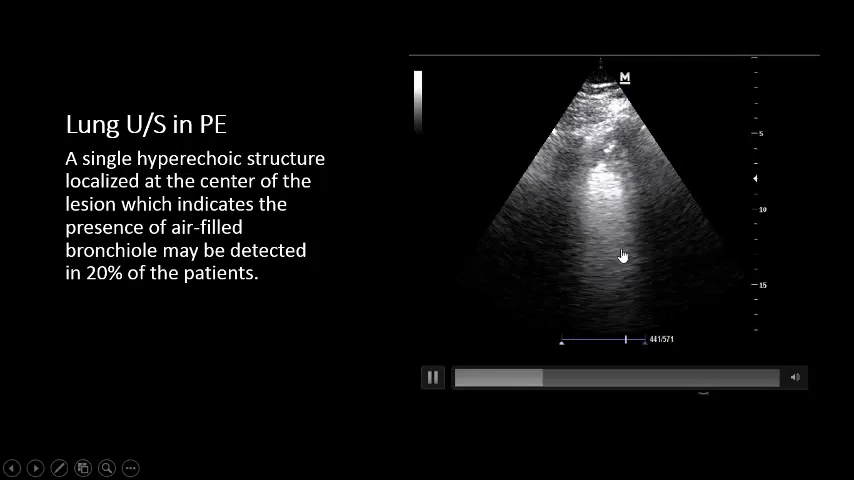 Lung U/S in PE
A single hyperechoic structure
localized at the center of the
lesion which indicates the
presence of air-filled
bronchiole may be detected
in 20% of the patients.
M
5
10
15
441/571